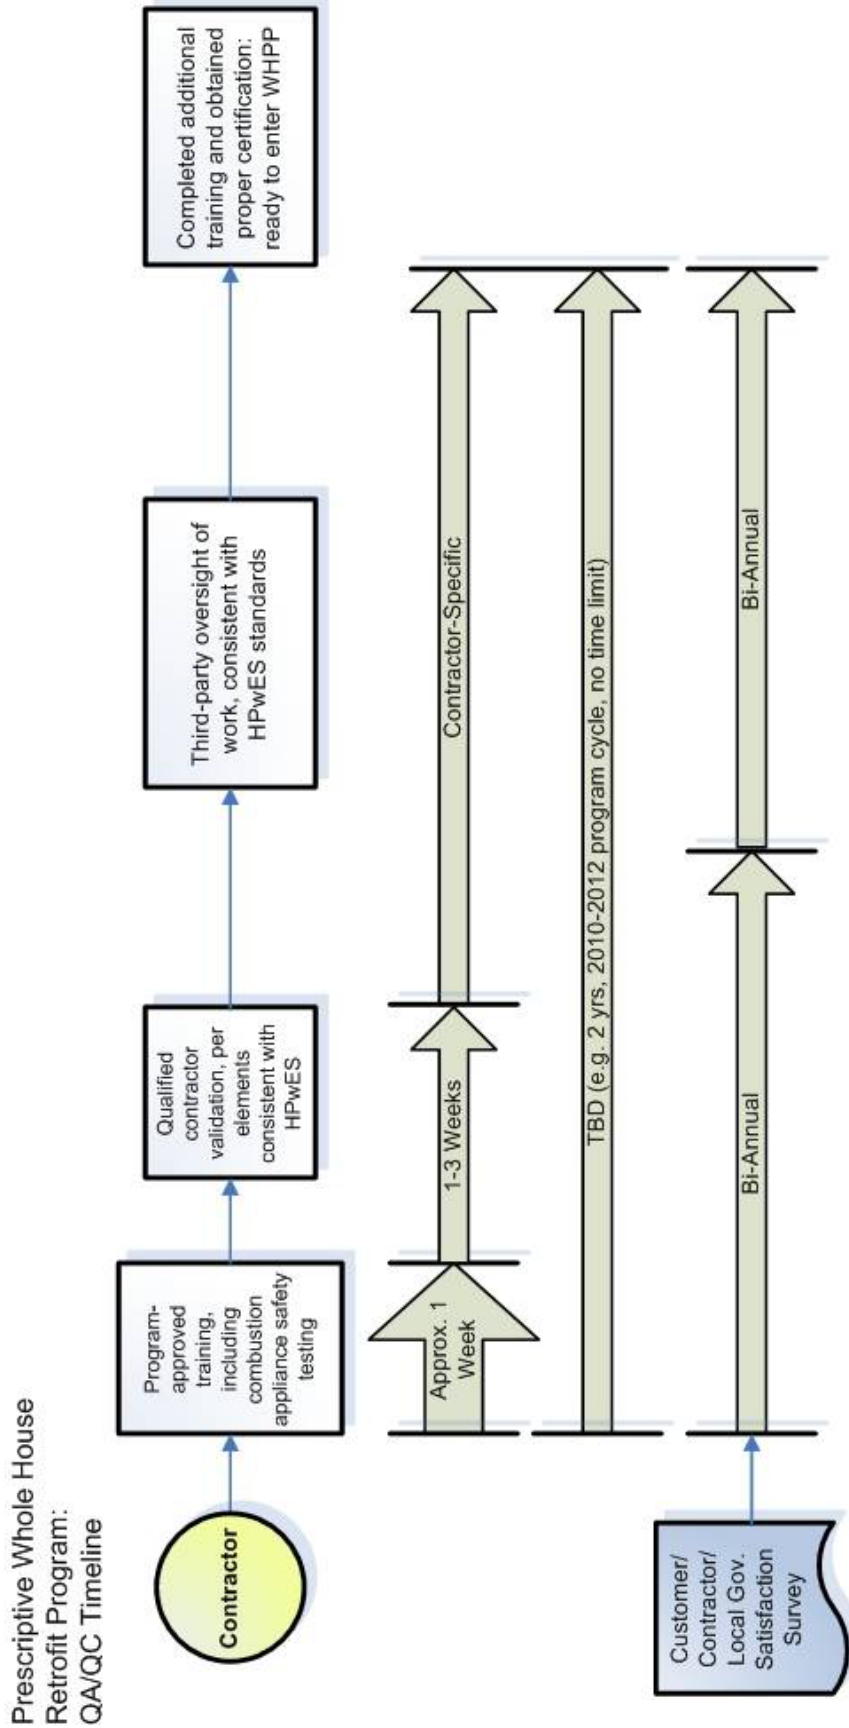 Prescriptive Whole House
Retrofit Program:
QA/QC Timeline
Contractor
Program-
approved
training,
including
combustion
appliance safety
testing
Qualified
contractor
validation, per
elements
consistent with
HPwES
Third-party oversight of
work, consistent with
HPwES standards
Completed additional
training and obtained
proper certification:
ready to enter WHPP
Approx. 1
Week
1-3 Weeks
Contractor-Specific
TBD (e.g. 2 yrs, 2010-2012 program cycle, no time limit)
Customer/
Contractor/
Local Gov.
Satisfaction
Survey
Bi-Annual
Bi-Annual